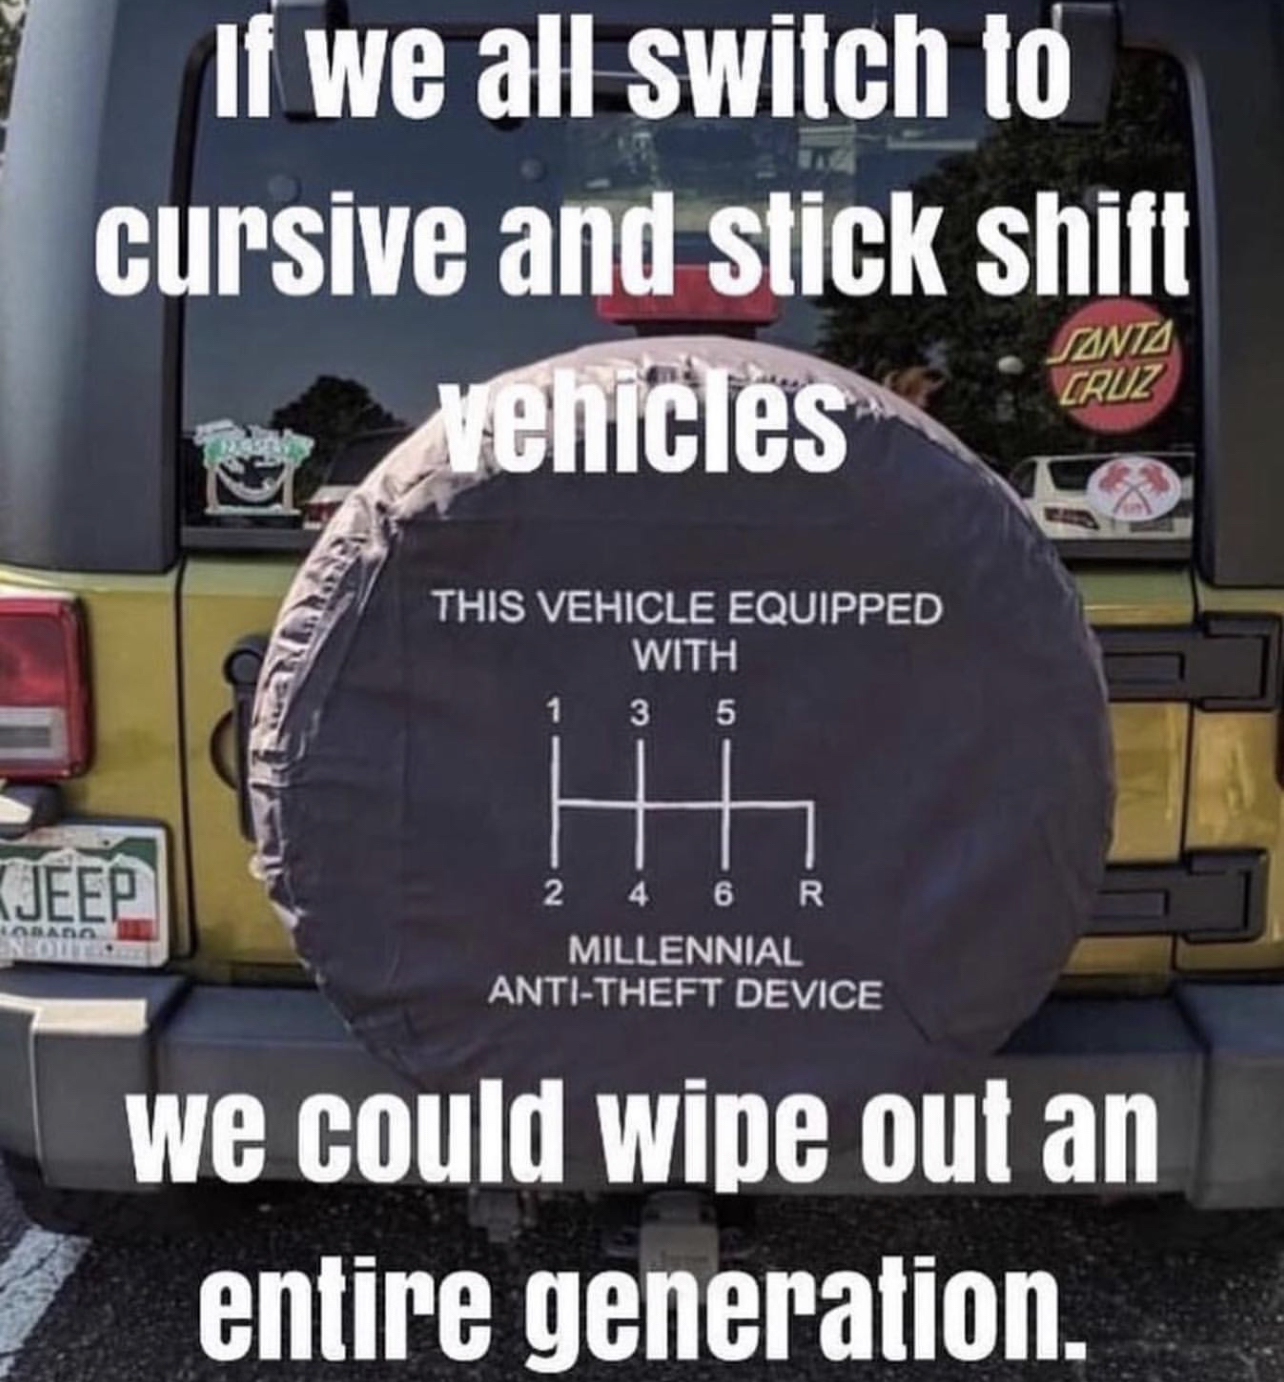 If we all switch to
cursive and stick shift
SANTA
CRUZ
vehicles
THIS VEHICLE EQUIPPED
WITH
1 3 5
2 4 6 R
JEEP
MILLENNIAL
ANTI-THEFT DEVICE
we could wipe out an
entire generation.